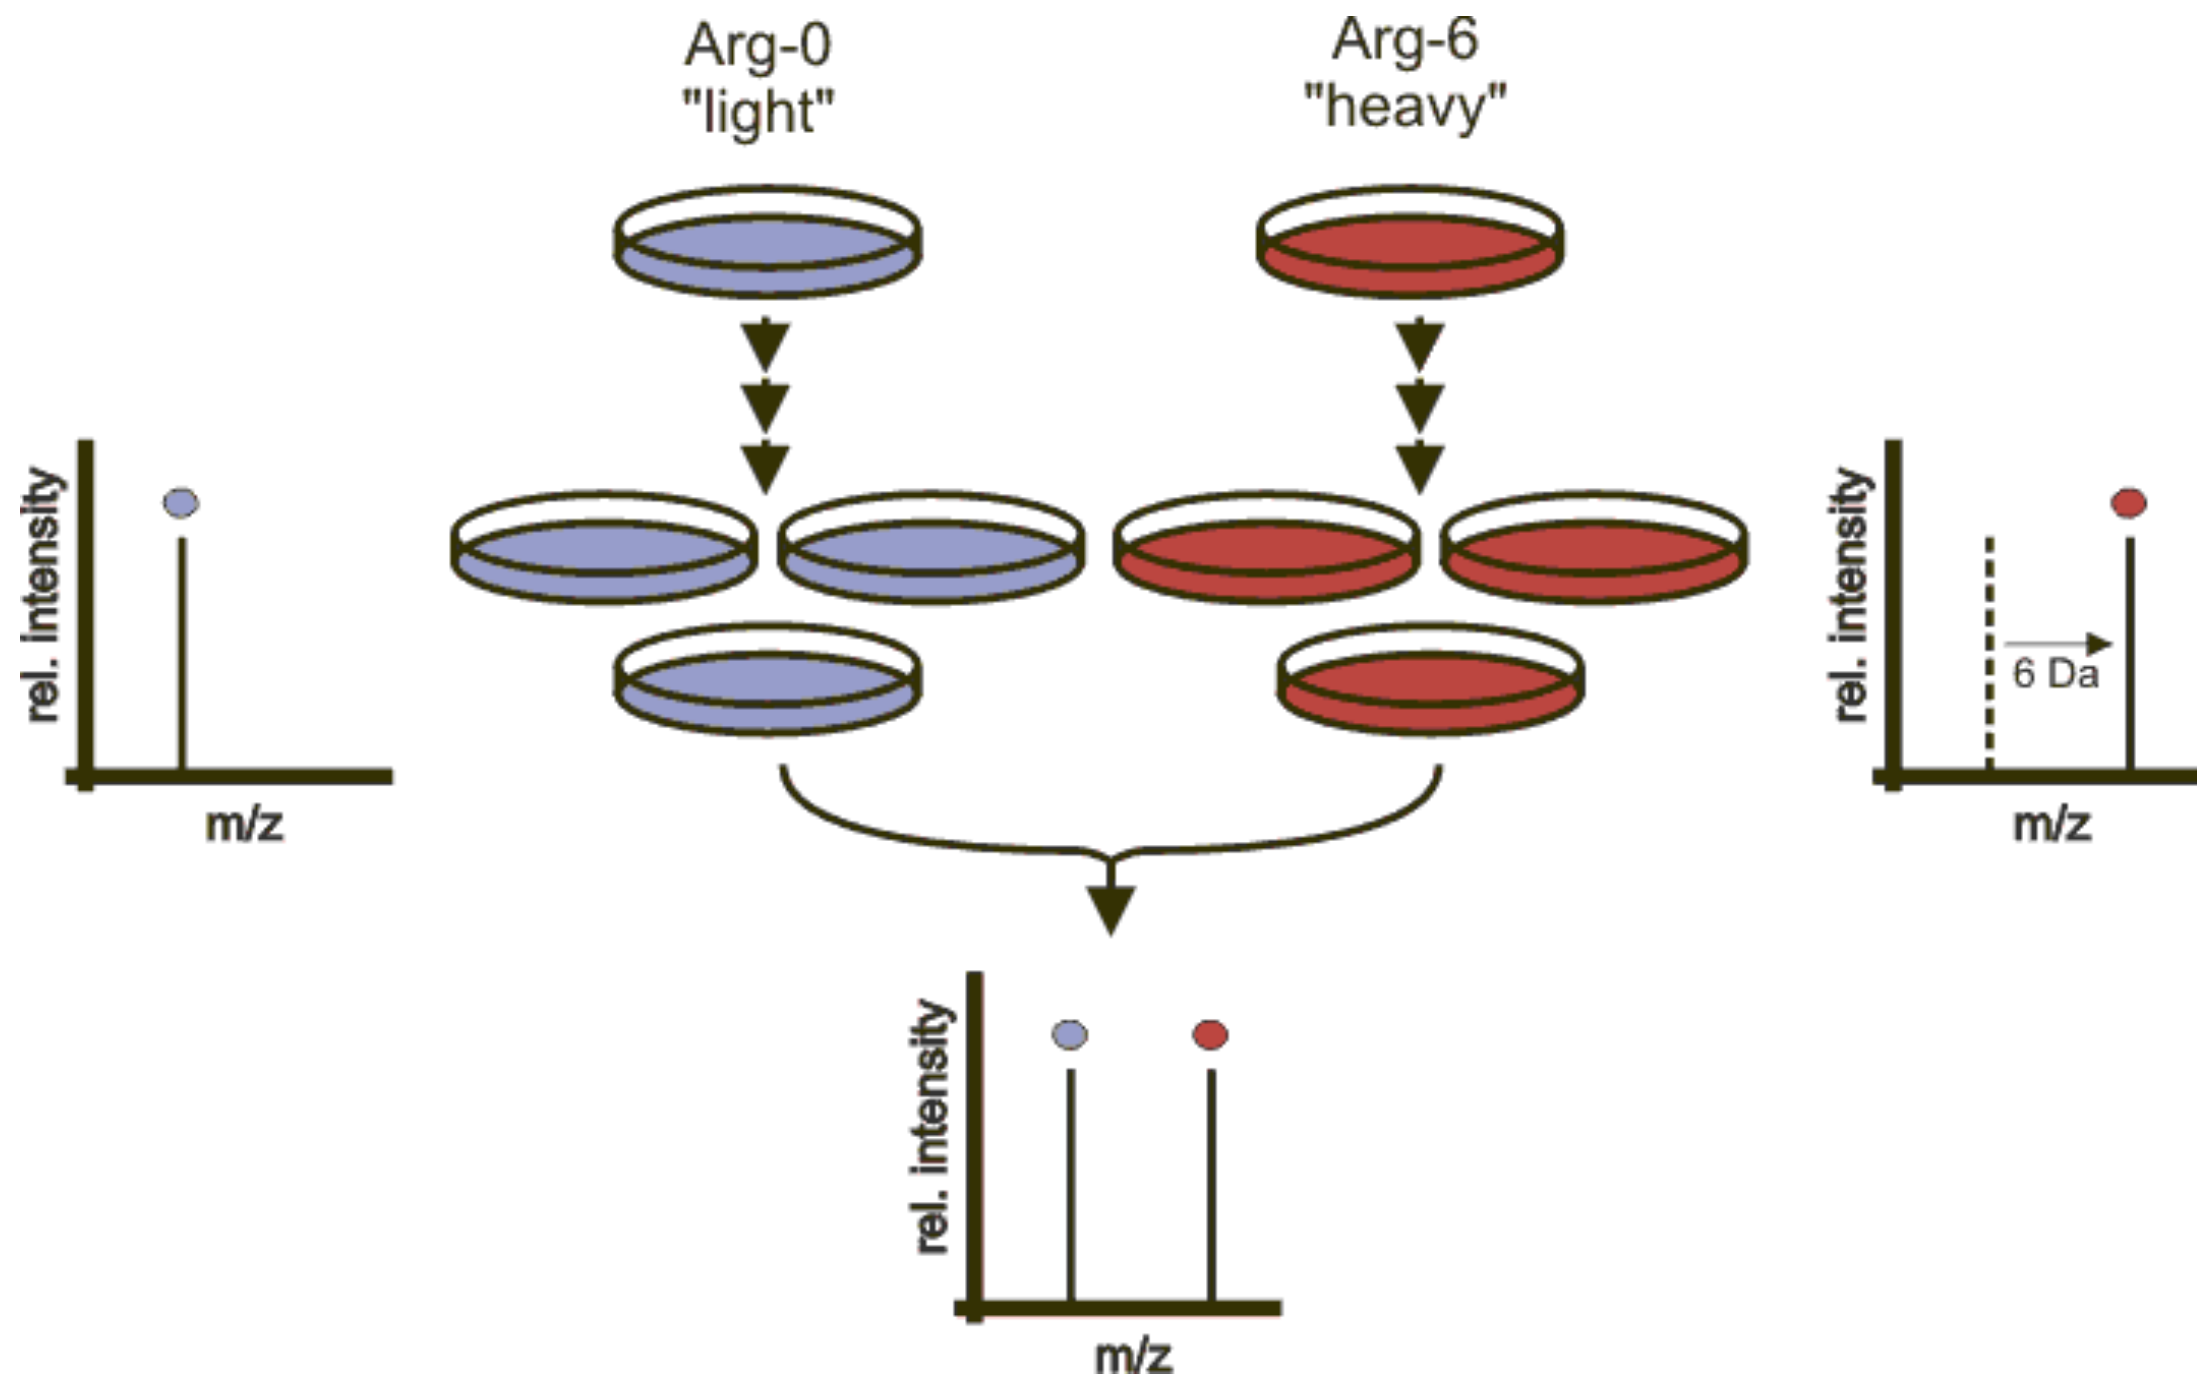 Arg-0
"light"
Arg-6
"heavy"
rel. intensity
m/z
rel. intensity
6 Da
m/z
rel. intensity
m/z